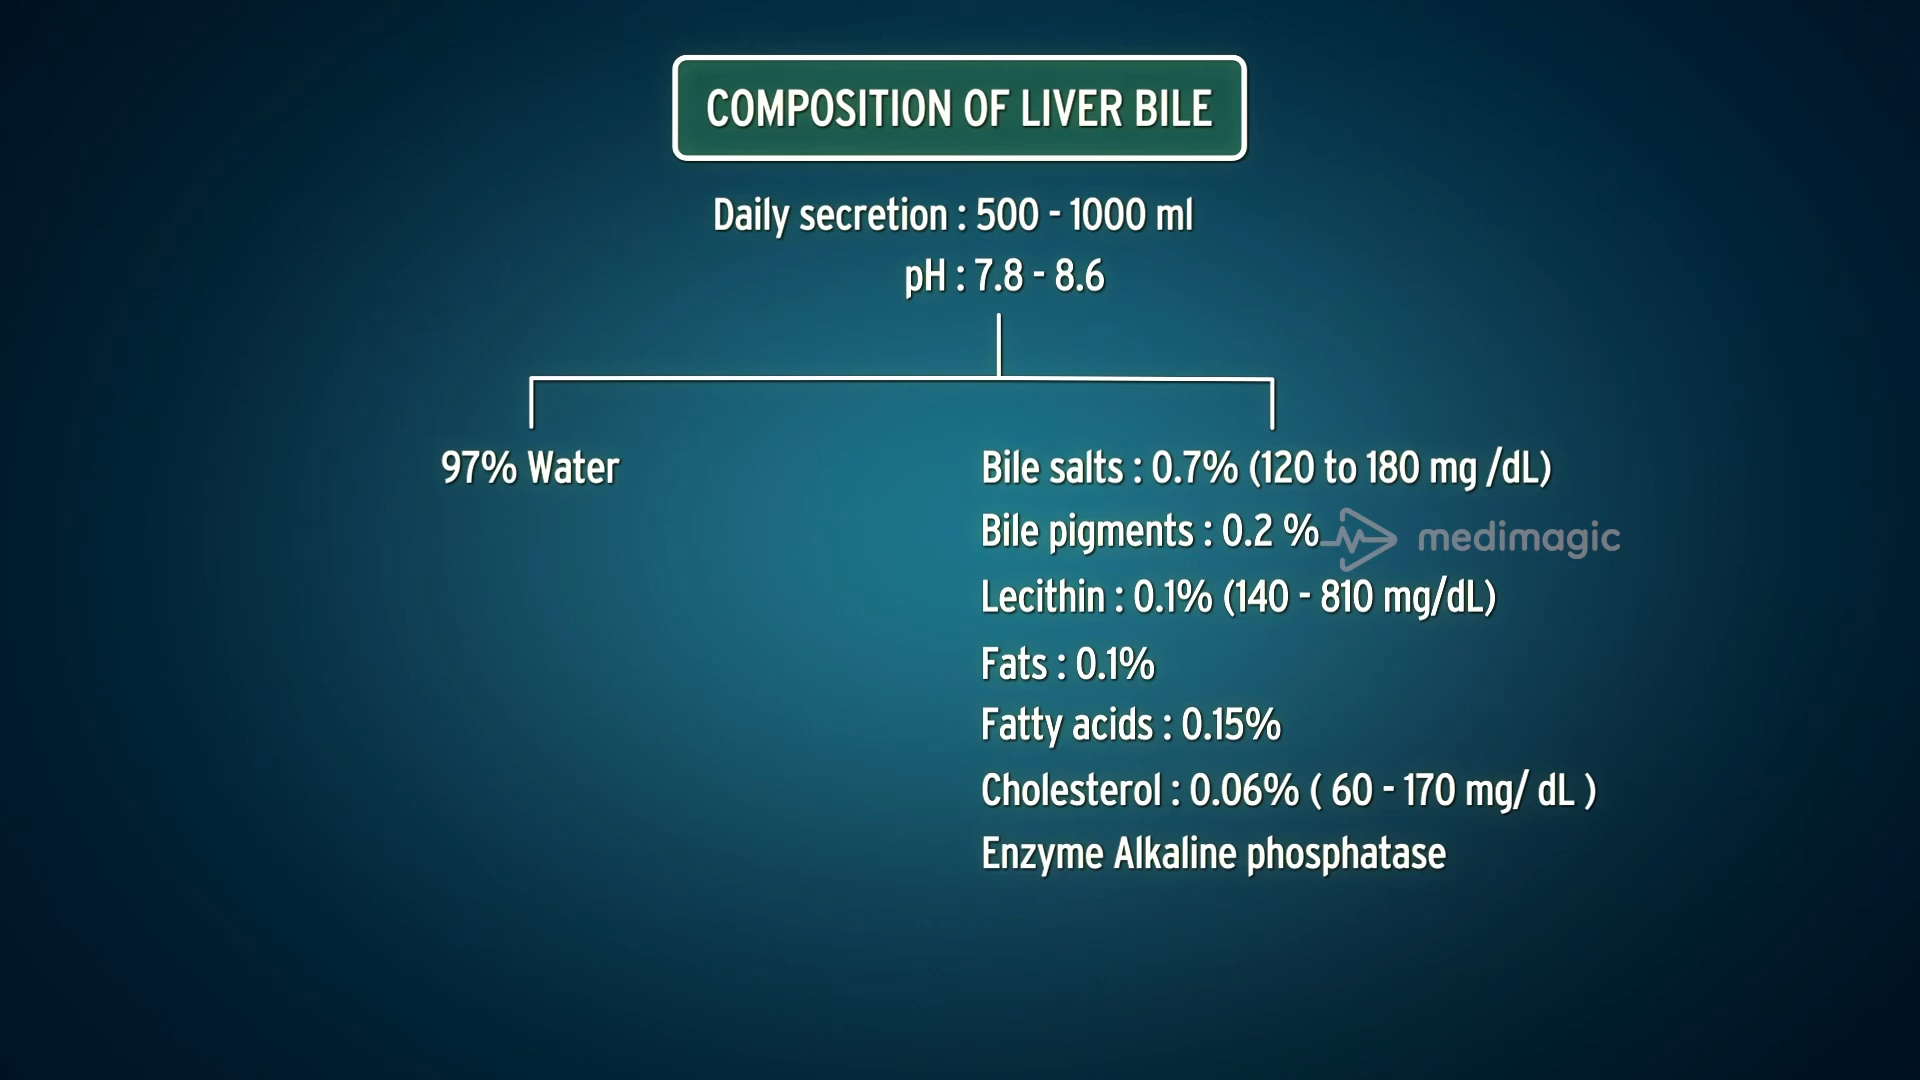 COMPOSITION OF LIVER BILE
Daily secretion : 500 - 1000 ml
pH : 7.8 - 8.6
97% Water
Bile salts : 0.7% (120 to 180 mg /dL)
Bile pigments : 0.2 %
medimagic
Lecithin : 0.1% (140 - 810 mg/dL)
Fats : 0.1%
Fatty acids : 0.15%
Cholesterol : 0.06% ( 60 - 170 mg/ dL )
Enzyme Alkaline phosphatase